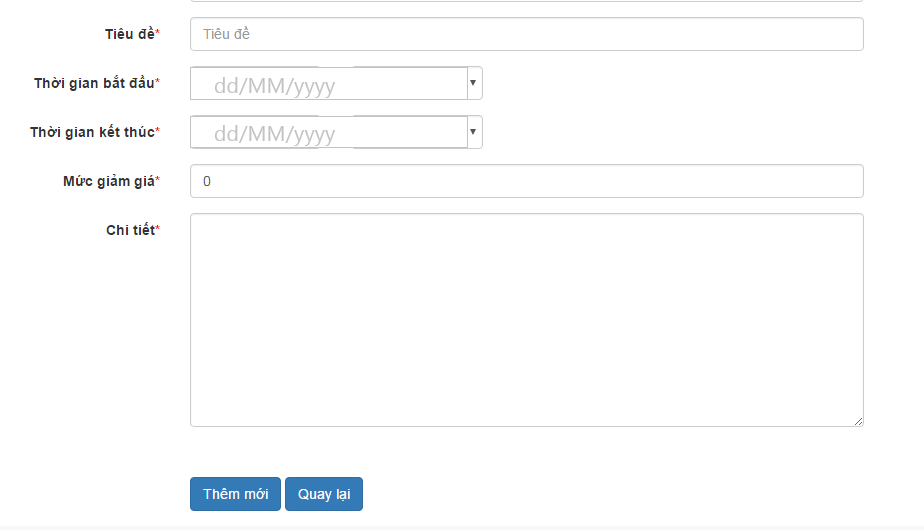 Tiêu đề* Tiêu đề
Thời gian bắt đầu* dd/MM/yyyy
Thời gian kết thúc* dd/MM/yyyy
Mức giảm giá* 0
Chi tiết*
Thêm mới Quay lại